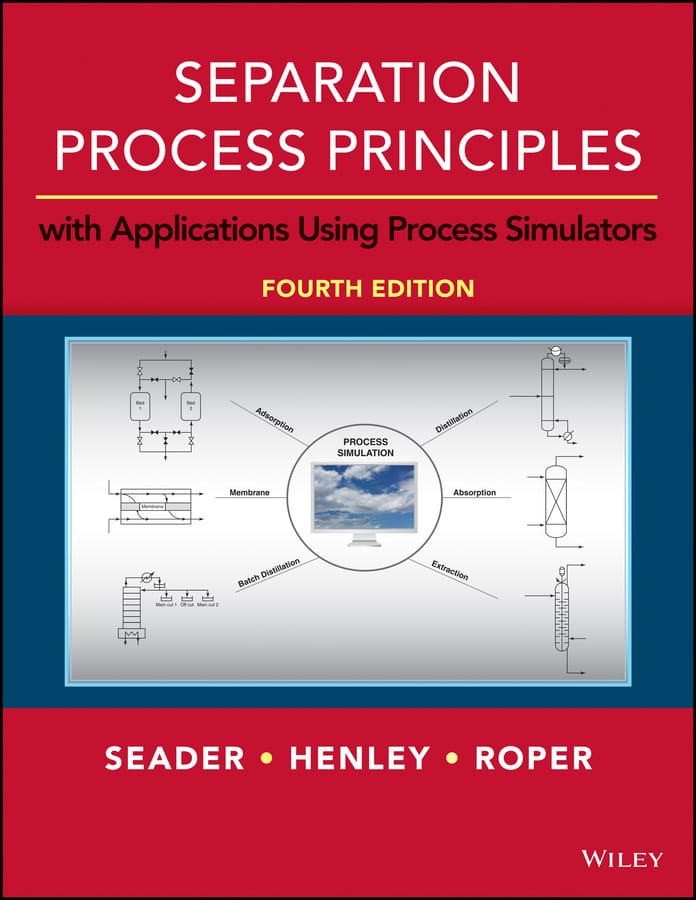 SEPARATION
PROCESS PRINCIPLES
with Applications Using Process Simulators
FOURTH EDITION
Bed
1
Bed
2
Adsorption
Distillation
PROCESS
SIMULATION
Membrane
Membrane
Absorption
Batch Distillation
Extraction
Main cut 1 Off cut Main cut 2
SEADER • HENLEY • ROPER
WILEY